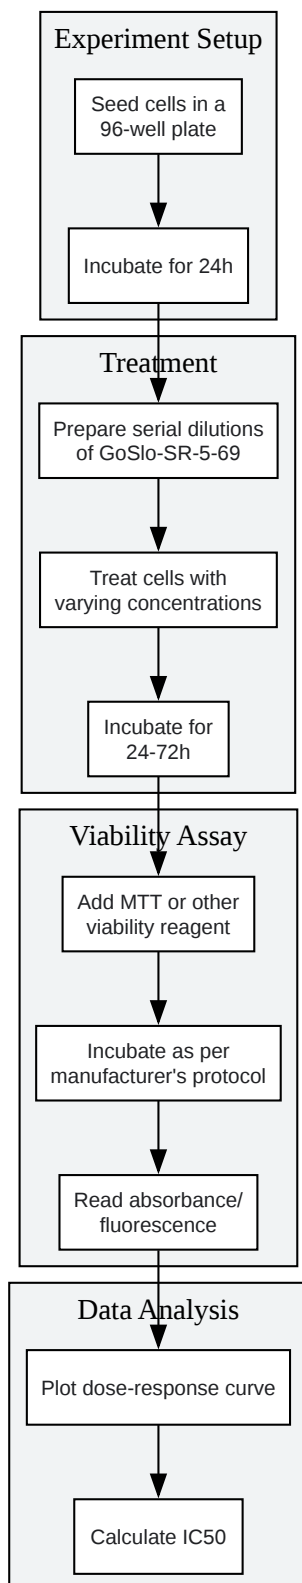 Experiment Setup
Seed cells in a
96-well plate
Incubate for 24h
Treatment
Prepare serial dilutions
of GoSlo-SR-5-69
Treat cells with
varying concentrations
Incubate for
24-72h
Viability Assay
Add MTT or other
viability reagent
Incubate as per
manufacturer's protocol
Read absorbance/
fluorescence
Data Analysis
Plot dose-response curve
Calculate IC50